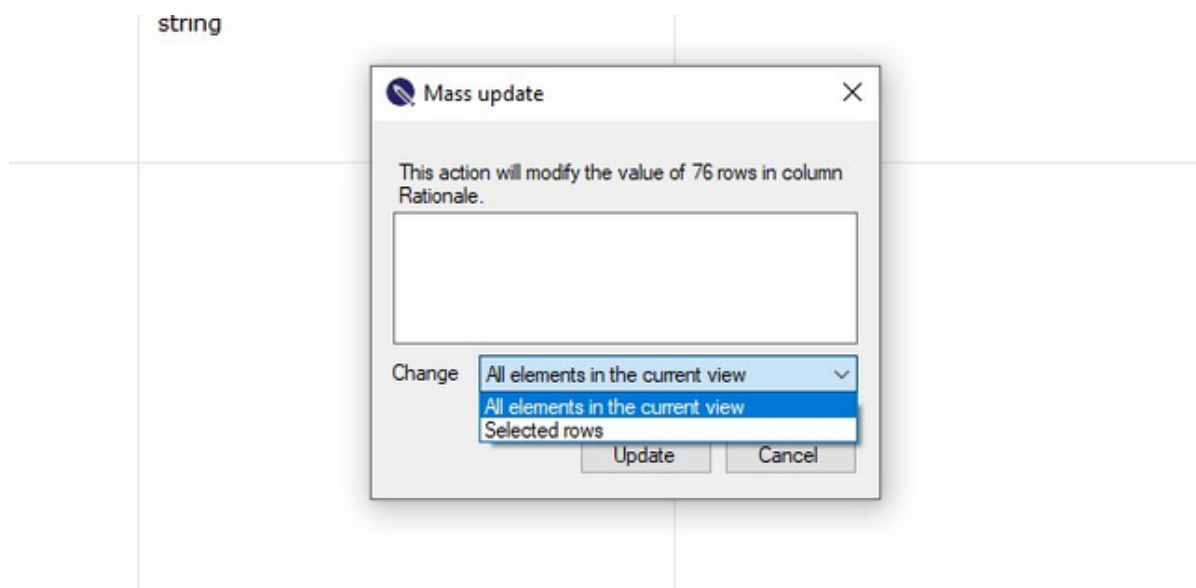 string
Mass update
This action will modify the value of 76 rows in column
Rationale.
Change All elements in the current view
All elements in the current view
Selected rows
Update Cancel